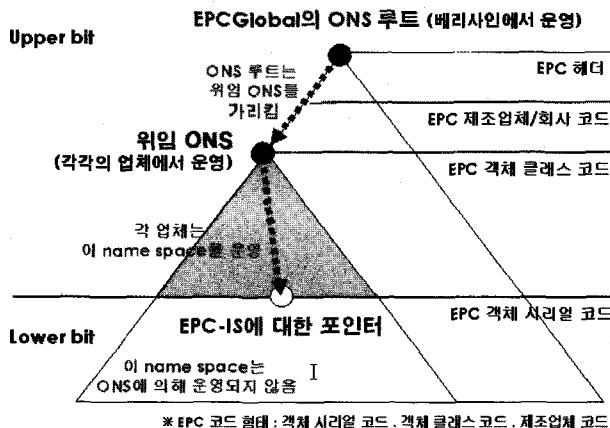 Upper bit
EPCGlobal의 ONS 루트 (베리사인에서 운영)
ONS 루트는
위임 ONS를
가리킴
EPC 헤더
EPC 제조업체/회사 코드
위임 ONS
(각각의 업체에서 운영)
EPC 객체 클래스 코드
각 업체는
이 name space를 운영
EPC 객체 시리얼 코드
Lower bit
EPC-IS에 대한 포인터
이 name space는
ONS에 의해 운영되지 않음
※ EPC 코드 형태 : 객체 시리얼 코드 . 객체 클래스 코드 . 제조업체 코드